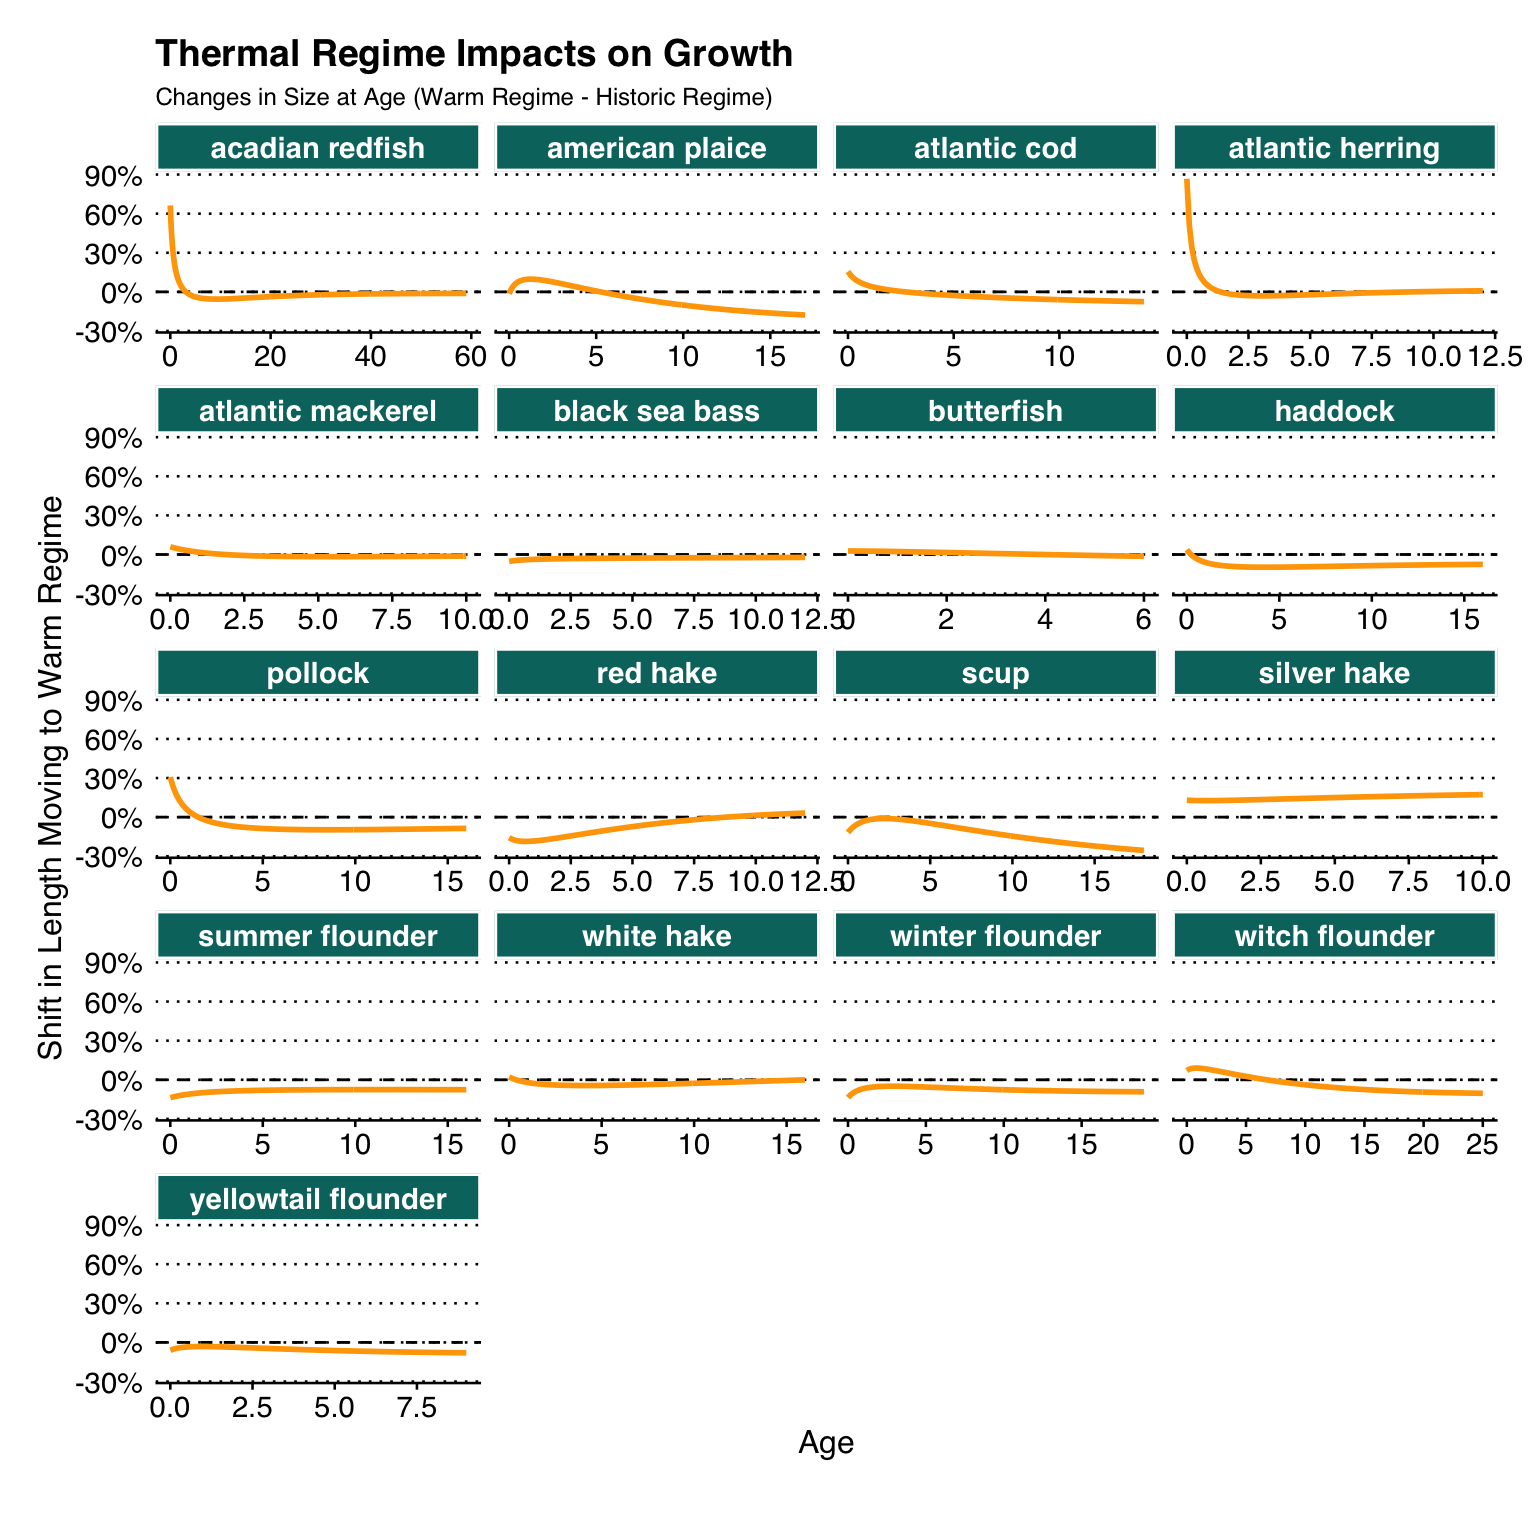 Thermal Regime Impacts on Growth
Changes in Size at Age (Warm Regime - Historic Regime)
Shift in Length Moving to Warm Regime
acadian redfish american plaice atlantic cod atlantic herring
90%
60%
30%
0%
-30%
0 20 40 60 0 5 10 15 0 5 10 0.0 2.5 5.0 7.5 10.0 12.5
atlantic mackerel black sea bass butterfish haddock
90%
60%
30%
0%
-30%
0.0 2.5 5.0 7.5 10.0 0.0 2.5 5.0 7.5 10.0 12.5 0 2 4 6 0 5 10 15
pollock red hake scup silver hake
90%
60%
30%
0%
-30%
0 5 10 15 0.0 2.5 5.0 7.5 10.0 12.5 0 5 10 15 0.0 2.5 5.0 7.5 10.0
summer flounder white hake winter flounder witch flounder
90%
60%
30%
0%
-30%
0 5 10 15 0 5 10 15 0 5 10 15 0 5 10 15 20 25
yellowtail flounder
90%
60%
30%
0%
-30%
0.0 2.5 5.0 7.5
Age